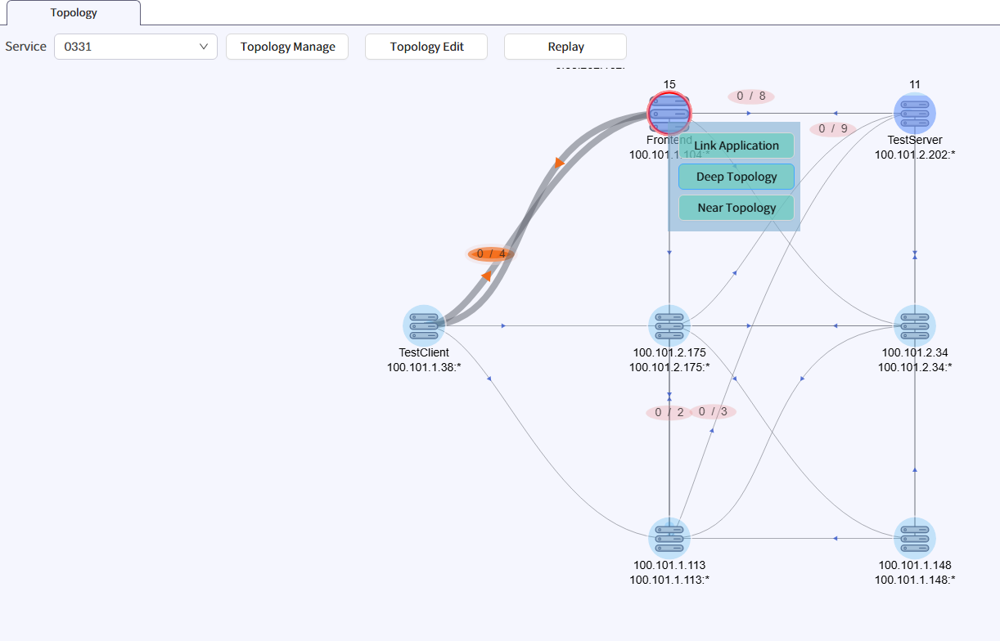 Topology
Service
0331
Topology Manage
Topology Edit
Replay
15
11
0 / 8
0 / 9
Frontend
100.101.1.104:*
TestServer
100.101.2.202:*
Link Application
Deep Topology
Near Topology
0 / 4
TestClient
100.101.1.38:*
100.101.2.175
100.101.2.175:*
100.101.2.34
100.101.2.34:*
0 / 2
0 / 3
100.101.1.113
100.101.1.113:*
100.101.1.148
100.101.1.148:*